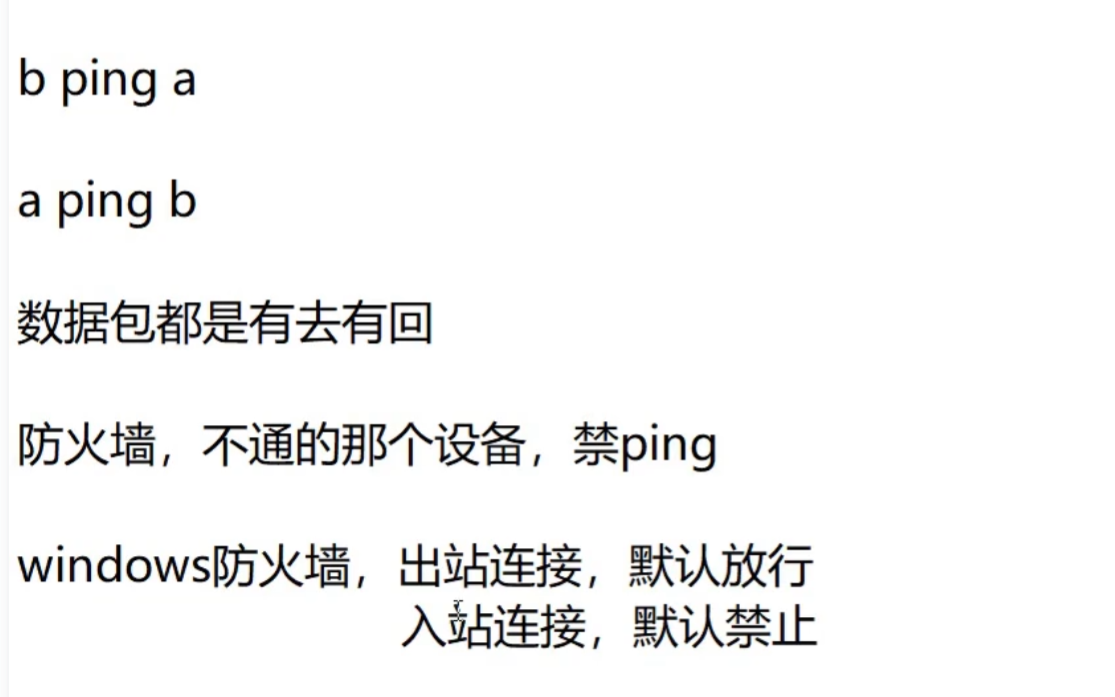 b ping a
a ping b
数据包都是有去有回
防火墙，不通的那个设备，禁ping
windows防火墙，出站连接，默认放行
入站连接，默认禁止